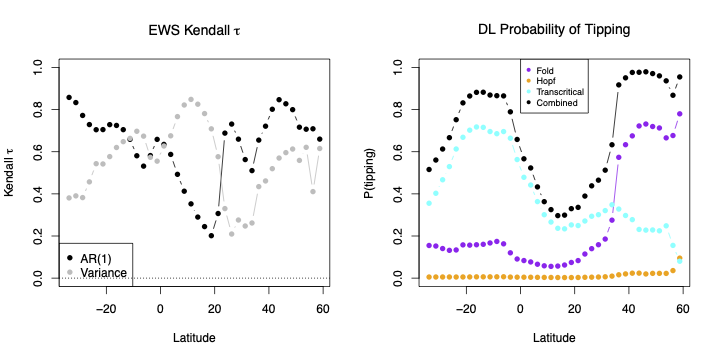 EWS Kendall τ
Kendall τ
1.0
0.8
0.6
0.4
0.2
0.0
AR(1)
Variance
−20
0
20
40
60
Latitude
DL Probability of Tipping
P(tipping)
1.0
0.8
0.6
0.4
0.2
0.0
Fold
Hopf
Transcritical
Combined
−20
0
20
40
60
Latitude